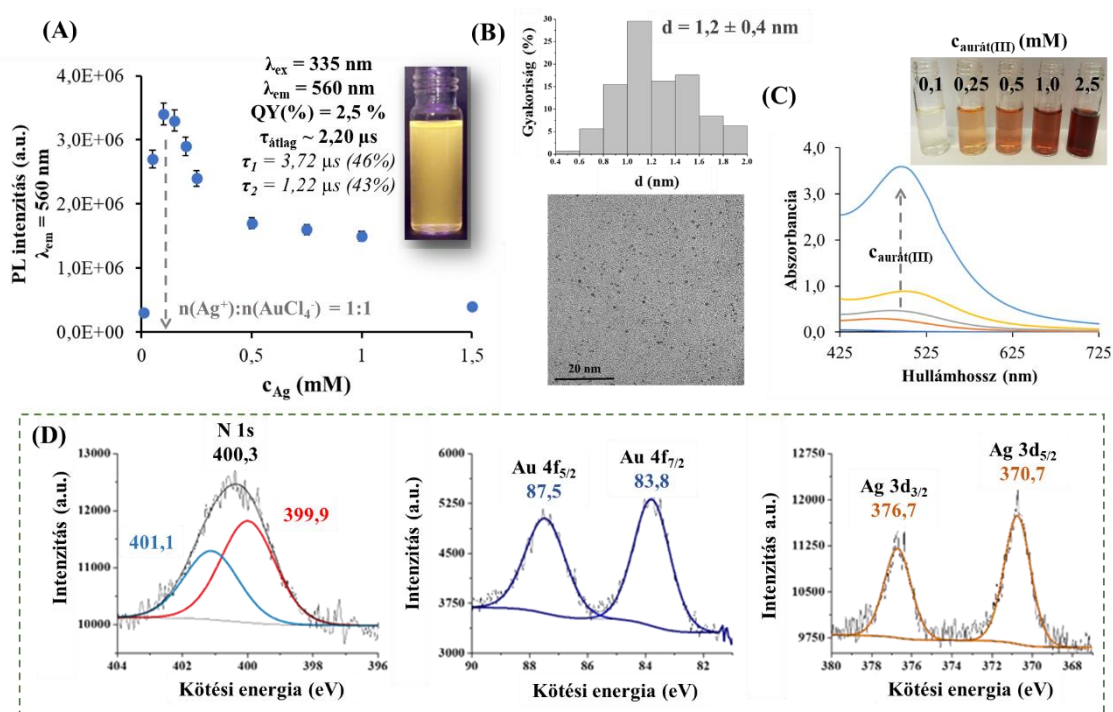 (A)
PL intenzitás (a.u.)
λem = 560 nm
4,0E+06
3,0E+06
2,0E+06
1,0E+06
0,0E+00
0
0,5
1
1,5
cAg (mM)
λex = 335 nm
λem = 560 nm
QY(%) = 2,5 %
τátlag ~ 2,20 µs
τ1 = 3,72 µs (46%)
τ2 = 1,22 µs (43%)
n(Ag+):n(AuCl4-) = 1:1
(B)
Gyakoriság (%)
30
25
20
15
10
5
0
0.4 0.6 0.8 1.0 1.2 1.4 1.6 1.8 2.0
d (nm)
d = 1,2 ± 0,4 nm
20 nm
(C)
caurát(III) (mM)
0,1 0,25 0,5 1,0 2,5
Abszorbancia
4,0
3,0
2,0
1,0
0,0
425 525 625 725
Hullámhossz (nm)
caurát(III)
(D)
N 1s
400,3
401,1
399,9
Intenzitás (a.u.)
13000
12000
11000
10000
404 402 400 398 396
Kötési energia (eV)
Au 4f5/2
87,5
Au 4f7/2
83,8
Intenzitás (a.u.)
6000
5250
4500
3750
3000
90 88 86 84 82
Kötési energia (eV)
Ag 3d3/2
376,7
Ag 3d5/2
370,7
Intenzitás a.u.)
12750
12000
11250
10500
9750
380 378 376 374 372 370 368
Kötési energia (eV)